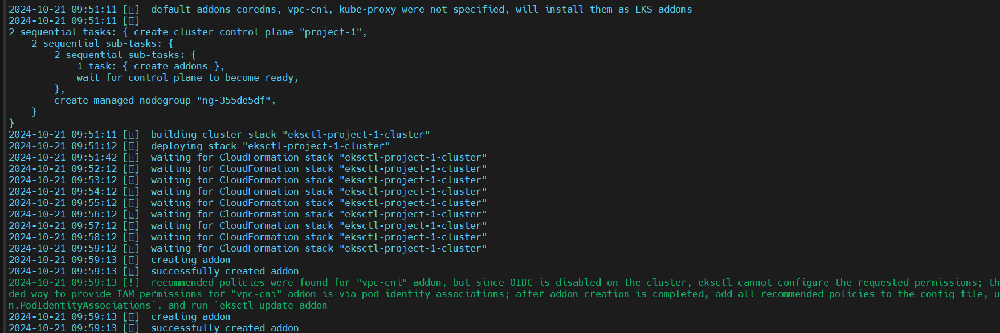 2024-10-21 09:51:11 [ℹ]  default addons coredns, vpc-cni, kube-proxy were not specified, will install them as EKS addons
2024-10-21 09:51:11 [ℹ]
2 sequential tasks: { create cluster control plane "project-1",
    2 sequential sub-tasks: {
        2 sequential sub-tasks: {
            1 task: { create addons },
            wait for control plane to become ready,
        },
        create managed nodegroup "ng-355de5df",
    }
}
2024-10-21 09:51:11 [ℹ]  building cluster stack "eksctl-project-1-cluster"
2024-10-21 09:51:12 [ℹ]  deploying stack "eksctl-project-1-cluster"
2024-10-21 09:51:42 [ℹ]  waiting for CloudFormation stack "eksctl-project-1-cluster"
2024-10-21 09:52:12 [ℹ]  waiting for CloudFormation stack "eksctl-project-1-cluster"
2024-10-21 09:53:12 [ℹ]  waiting for CloudFormation stack "eksctl-project-1-cluster"
2024-10-21 09:54:12 [ℹ]  waiting for CloudFormation stack "eksctl-project-1-cluster"
2024-10-21 09:55:12 [ℹ]  waiting for CloudFormation stack "eksctl-project-1-cluster"
2024-10-21 09:56:12 [ℹ]  waiting for CloudFormation stack "eksctl-project-1-cluster"
2024-10-21 09:57:12 [ℹ]  waiting for CloudFormation stack "eksctl-project-1-cluster"
2024-10-21 09:58:12 [ℹ]  waiting for CloudFormation stack "eksctl-project-1-cluster"
2024-10-21 09:59:12 [ℹ]  waiting for CloudFormation stack "eksctl-project-1-cluster"
2024-10-21 09:59:13 [ℹ]  creating addon
2024-10-21 09:59:13 [ℹ]  successfully created addon
2024-10-21 09:59:13 [!]  recommended policies were found for "vpc-cni" addon, but since OIDC is disabled on the cluster, eksctl cannot configure the requested permissions; th
ded way to provide IAM permissions for "vpc-cni" addon is via pod identity associations; after addon creation is completed, add all recommended policies to the config file, u
n.PodIdentityAssociations`, and run `eksctl update addon`
2024-10-21 09:59:13 [ℹ]  creating addon
2024-10-21 09:59:13 [ℹ]  successfully created addon